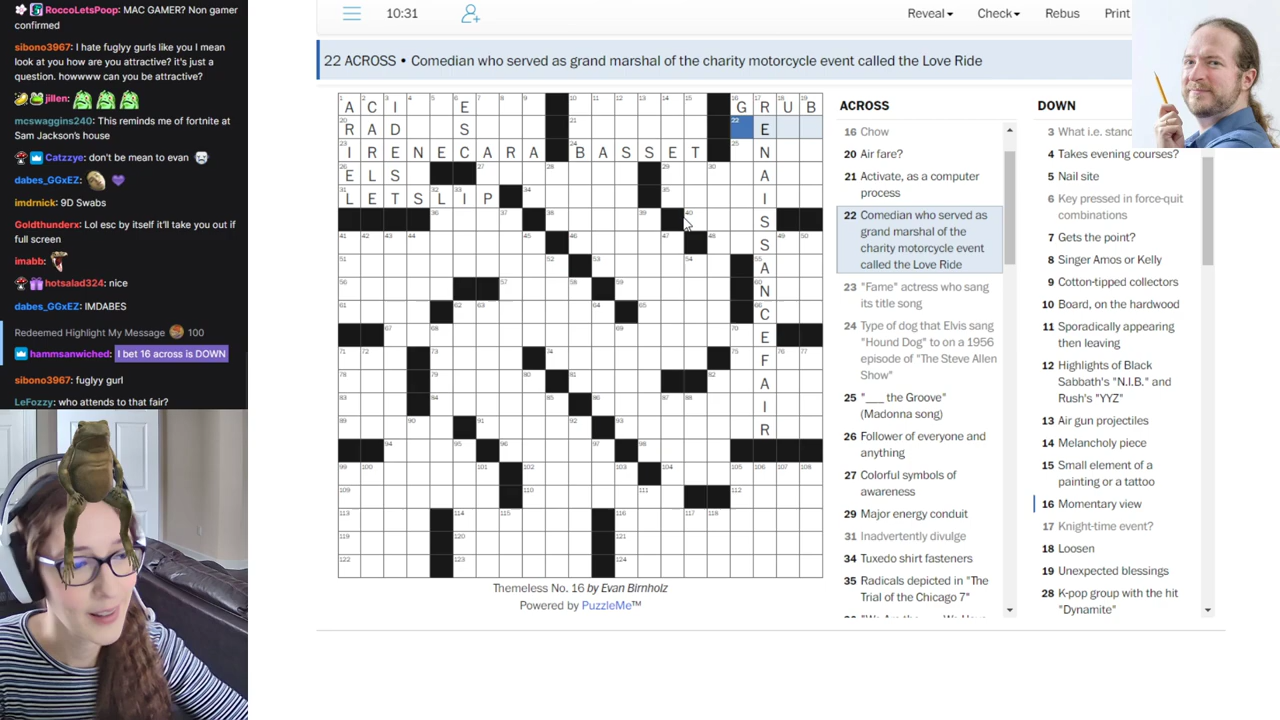 RoccoLetsPoop: MAC GAMER? Non gamer
confirmed
sibono3967: I hate fuglyy gurls like you I mean
look at you how are you attractive? it's just a
question. howwww can you be attractive?
jillen:
mcswaggins240: This reminds me of fortnite at
Sam Jackson's house
Catzzye: don't be mean to evan
dabes_GGxEZ:
imdrnick: 9D Swabs
Goldthunderx: Lol esc by itself it'll take you out if
full screen
imabb:
hotsalad324: nice
dabes_GGxEZ: IMDABES
Redeemed Highlight My Message 100
hammsanwiched: I bet 16 across is DOWN
sibono3967: fuglyy gurl
LeFozzy: who attends to that fair?
10:31
Reveal Check Rebus Print
22 ACROSS • Comedian who served as grand marshal of the charity motorcycle event called the Love Ride
A C I E G R U B
R A D S E
I R E N E C A R A B A S S E T N
E L S A
L E T S L I P I
S
S
A
N
C
E
F
A
I
R
Themeless No. 16 by Evan Birnholz
Powered by PuzzleMe™
ACROSS
16 Chow
20 Air fare?
21 Activate, as a computer
process
22 Comedian who served as
grand marshal of the
charity motorcycle event
called the Love Ride
23 "Fame" actress who sang
its title song
24 Type of dog that Elvis sang
"Hound Dog" to on a 1956
episode of "The Steve Allen
Show"
25 "___ the Groove"
(Madonna song)
26 Follower of everyone and
anything
27 Colorful symbols of
awareness
29 Major energy conduit
31 Inadvertently divulge
34 Tuxedo shirt fasteners
35 Radicals depicted in "The
Trial of the Chicago 7"
DOWN
3 What i.e. stand
4 Takes evening courses?
5 Nail site
6 Key pressed in force-quit
combinations
7 Gets the point?
8 Singer Amos or Kelly
9 Cotton-tipped collectors
10 Board, on the hardwood
11 Sporadically appearing
then leaving
12 Highlights of Black
Sabbath's "N.I.B." and
Rush's "YYZ"
13 Air gun projectiles
14 Melancholy piece
15 Small element of a
painting or a tattoo
16 Momentary view
17 Knight-time event?
18 Loosen
19 Unexpected blessings
28 K-pop group with the hit
"Dynamite"